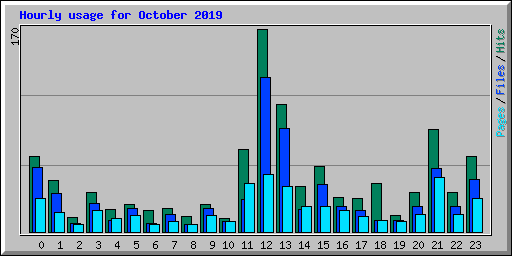 Hourly usage for October 2019
170
Pages / Files / Hits
0 1 2 3 4 5 6 7 8 9 10 11 12 13 14 15 16 17 18 19 20 21 22 23